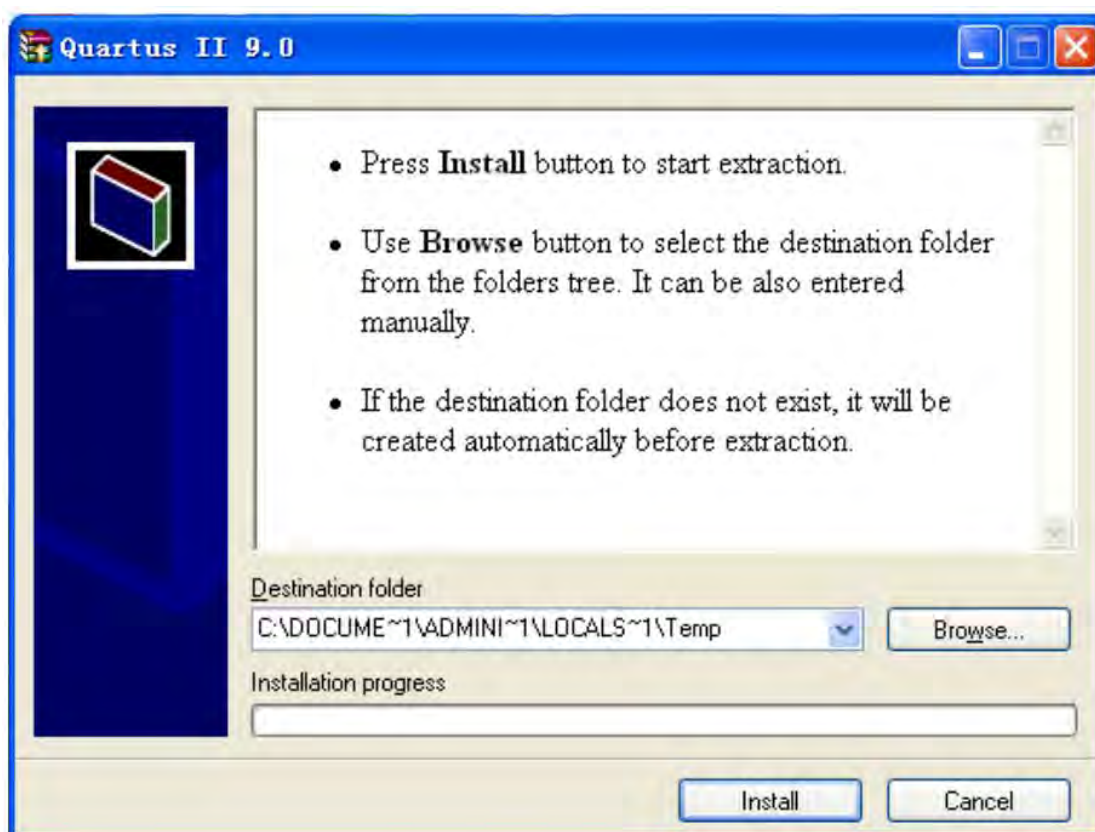 Quartus II 9.0
• Press Install button to start extraction.
• Use Browse button to select the destination folder
from the folders tree. It can be also entered
manually.
• If the destination folder does not exist, it will be
created automatically before extraction.
Destination folder
C:\DOCUME~1\ADMINI~1\LOCALS~1\Temp
Browse...
Installation progress
Install
Cancel